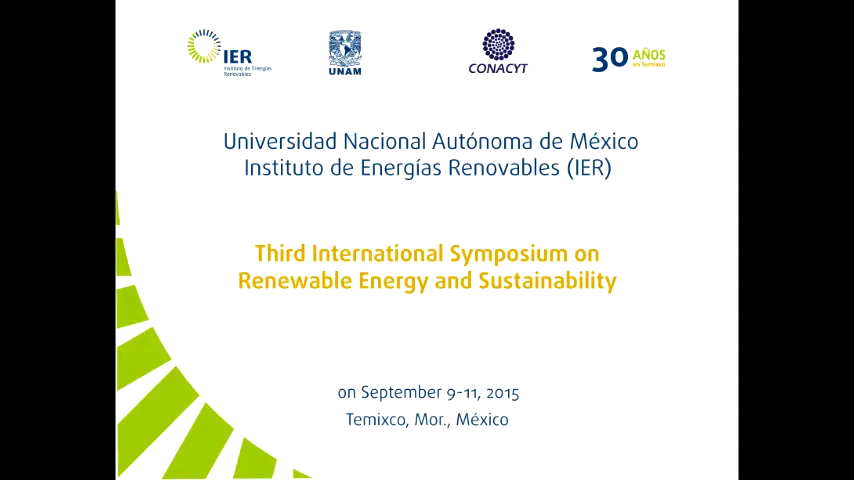 IER
Instituto de Energías
Renovables
UNAM
CONACYT
30 AÑOS
en Temixco
Universidad Nacional Autónoma de México
Instituto de Energías Renovables (IER)
Third International Symposium on
Renewable Energy and Sustainability
on September 9-11, 2015
Temixco, Mor., México